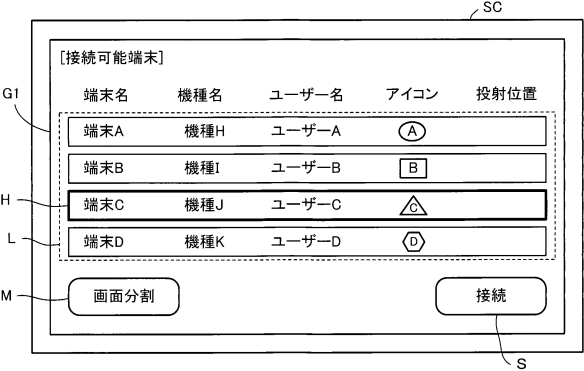 SC
[接続可能端末]
G1
端末名 機種名 ユーザー名 アイコン 投射位置
端末A 機種H ユーザーA A
端末B 機種I ユーザーB B
H 端末C 機種J ユーザーC C
L 端末D 機種K ユーザーD D
M 画面分割 接続
S